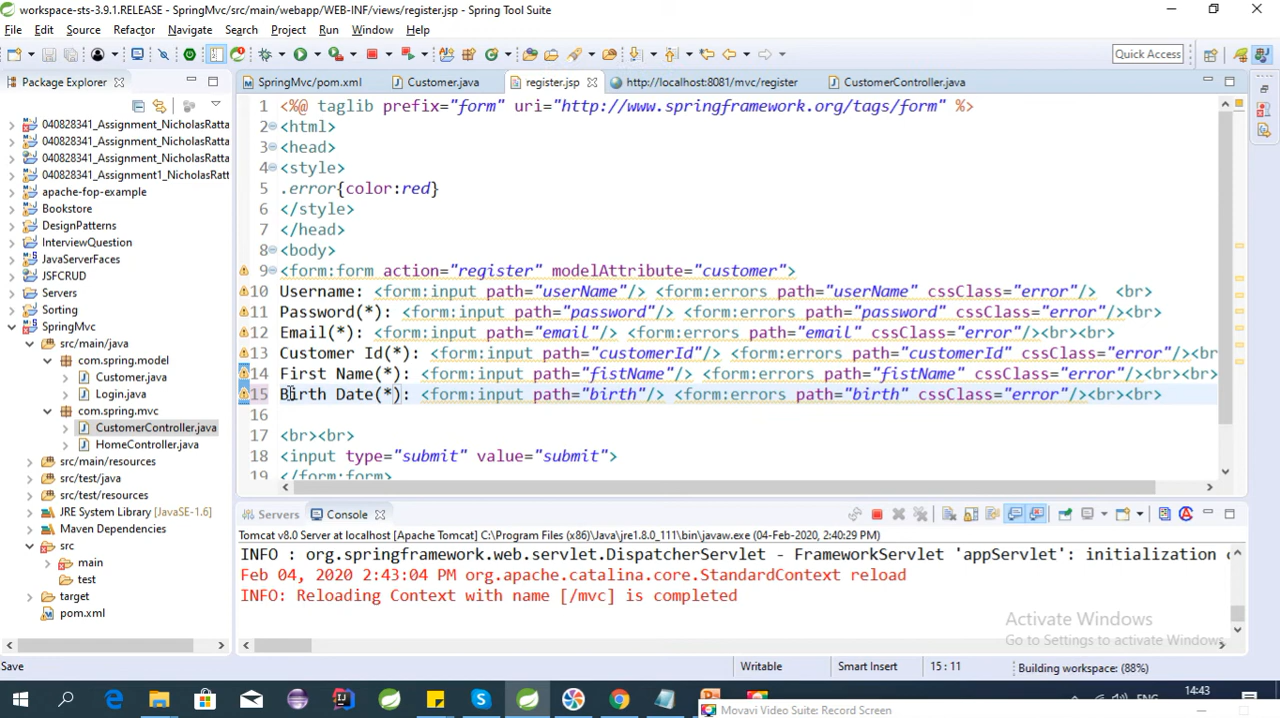 workspace-sts-3.9.1.RELEASE - SpringMvc/src/main/webapp/WEB-INF/views/register.jsp - Spring Tool Suite
File Edit Source Refactor Navigate Search Project Run Window Help
Quick Access
Package Explorer
SpringMvc/pom.xml Customer.java register.jsp http://localhost:8081/mvc/register CustomerController.java
040828341_Assignment_NicholasRatta
040828341_Assignment_NicholasRatta
040828341_Assignment_NicholasRatta
040828341_Assignment1_NicholasRatta
apache-fop-example
Bookstore
DesignPatterns
InterviewQuestion
JavaServerFaces
JSFCRUD
Servers
Sorting
SpringMvc
src/main/java
com.spring.model
Customer.java
Login.java
com.spring.mvc
CustomerController.java
HomeController.java
src/main/resources
src/test/java
src/test/resources
JRE System Library [JavaSE-1.6]
Maven Dependencies
src
main
test
target
pom.xml
1 <%@ taglib prefix="form" uri="http://www.springframework.org/tags/form" %>
2 <html>
3 <head>
4 <style>
5 .error{color:red}
6 </style>
7 </head>
8 <body>
9 <form:form action="register" modelAttribute="customer">
10 Username: <form:input path="userName"/> <form:errors path="userName" cssClass="error"/>  <br>
11 Password(*): <form:input path="password"/> <form:errors path="password" cssClass="error"/><br>
12 Email(*): <form:input path="email"/> <form:errors path="email" cssClass="error"/><br><br>
13 Customer Id(*): <form:input path="customerId"/> <form:errors path="customerId" cssClass="error"/><br><br
14 First Name(*): <form:input path="fistName"/> <form:errors path="fistName" cssClass="error"/><br><br>
15 Birth Date(*): <form:input path="birth"/> <form:errors path="birth" cssClass="error"/><br><br>
16
17 <br><br>
18 <input type="submit" value="submit">
19 </form:form>
Servers Console
Tomcat v8.0 Server at localhost [Apache Tomcat] C:\Program Files (x86)\Java\jre1.8.0_111\bin\javaw.exe (04-Feb-2020, 2:40:29 PM)
INFO : org.springframework.web.servlet.DispatcherServlet - FrameworkServlet 'appServlet': initialization c
Feb 04, 2020 2:43:04 PM org.apache.catalina.core.StandardContext reload
INFO: Reloading Context with name [/mvc] is completed
Activate Windows
Go to Settings to activate Windows.
Save Writable Smart Insert 15 : 11 Building workspace: (88%)
ENG 14:43
Movavi Video Suite: Record Screen